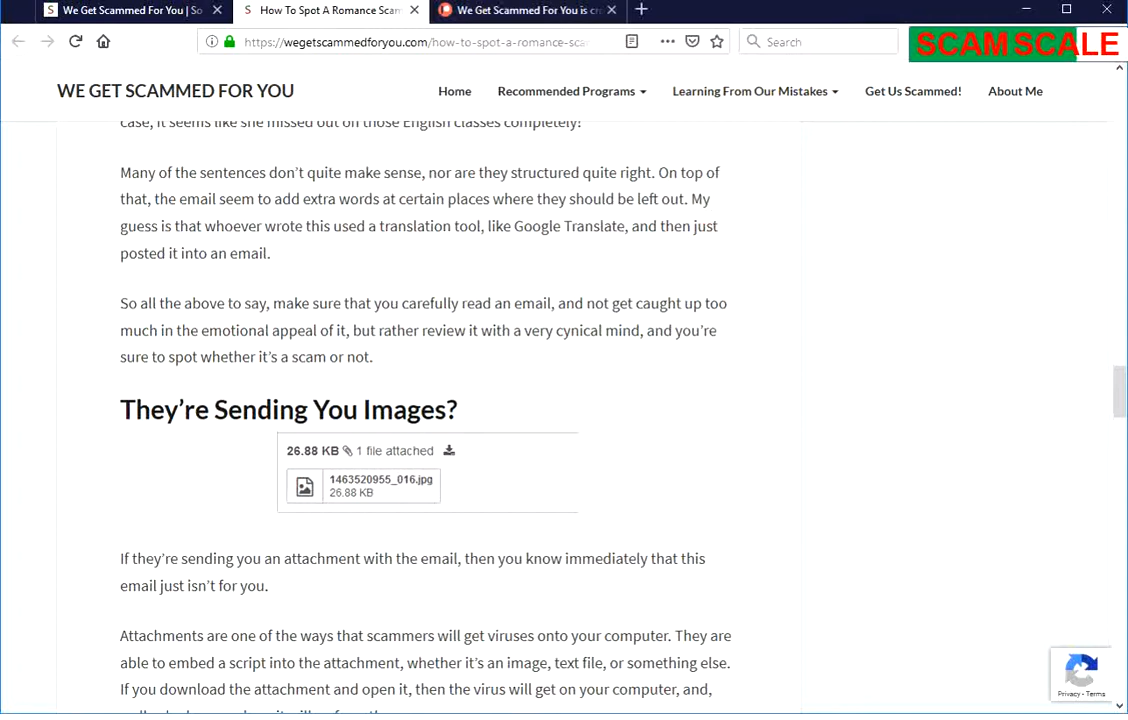 We Get Scammed For You | So
How To Spot A Romance Scam
We Get Scammed For You is cr
https://wegetscammedforyou.com/how-to-spot-a-romance-sca
Search
SCAM SCALE
WE GET SCAMMED FOR YOU
Home
Recommended Programs
Learning From Our Mistakes
Get Us Scammed!
About Me
case, it seems like she missed out on those English classes completely!
Many of the sentences don't quite make sense, nor are they structured quite right. On top of
that, the email seem to add extra words at certain places where they should be left out. My
guess is that whoever wrote this used a translation tool, like Google Translate, and then just
posted it into an email.
So all the above to say, make sure that you carefully read an email, and not get caught up too
much in the emotional appeal of it, but rather review it with a very cynical mind, and you're
sure to spot whether it's a scam or not.
They're Sending You Images?
26.88 KB 1 file attached
1463520955_016.jpg
26.88 KB
If they're sending you an attachment with the email, then you know immediately that this
email just isn't for you.
Attachments are one of the ways that scammers will get viruses onto your computer. They are
able to embed a script into the attachment, whether it's an image, text file, or something else.
If you download the attachment and open it, then the virus will get on your computer, and,
Privacy - Terms